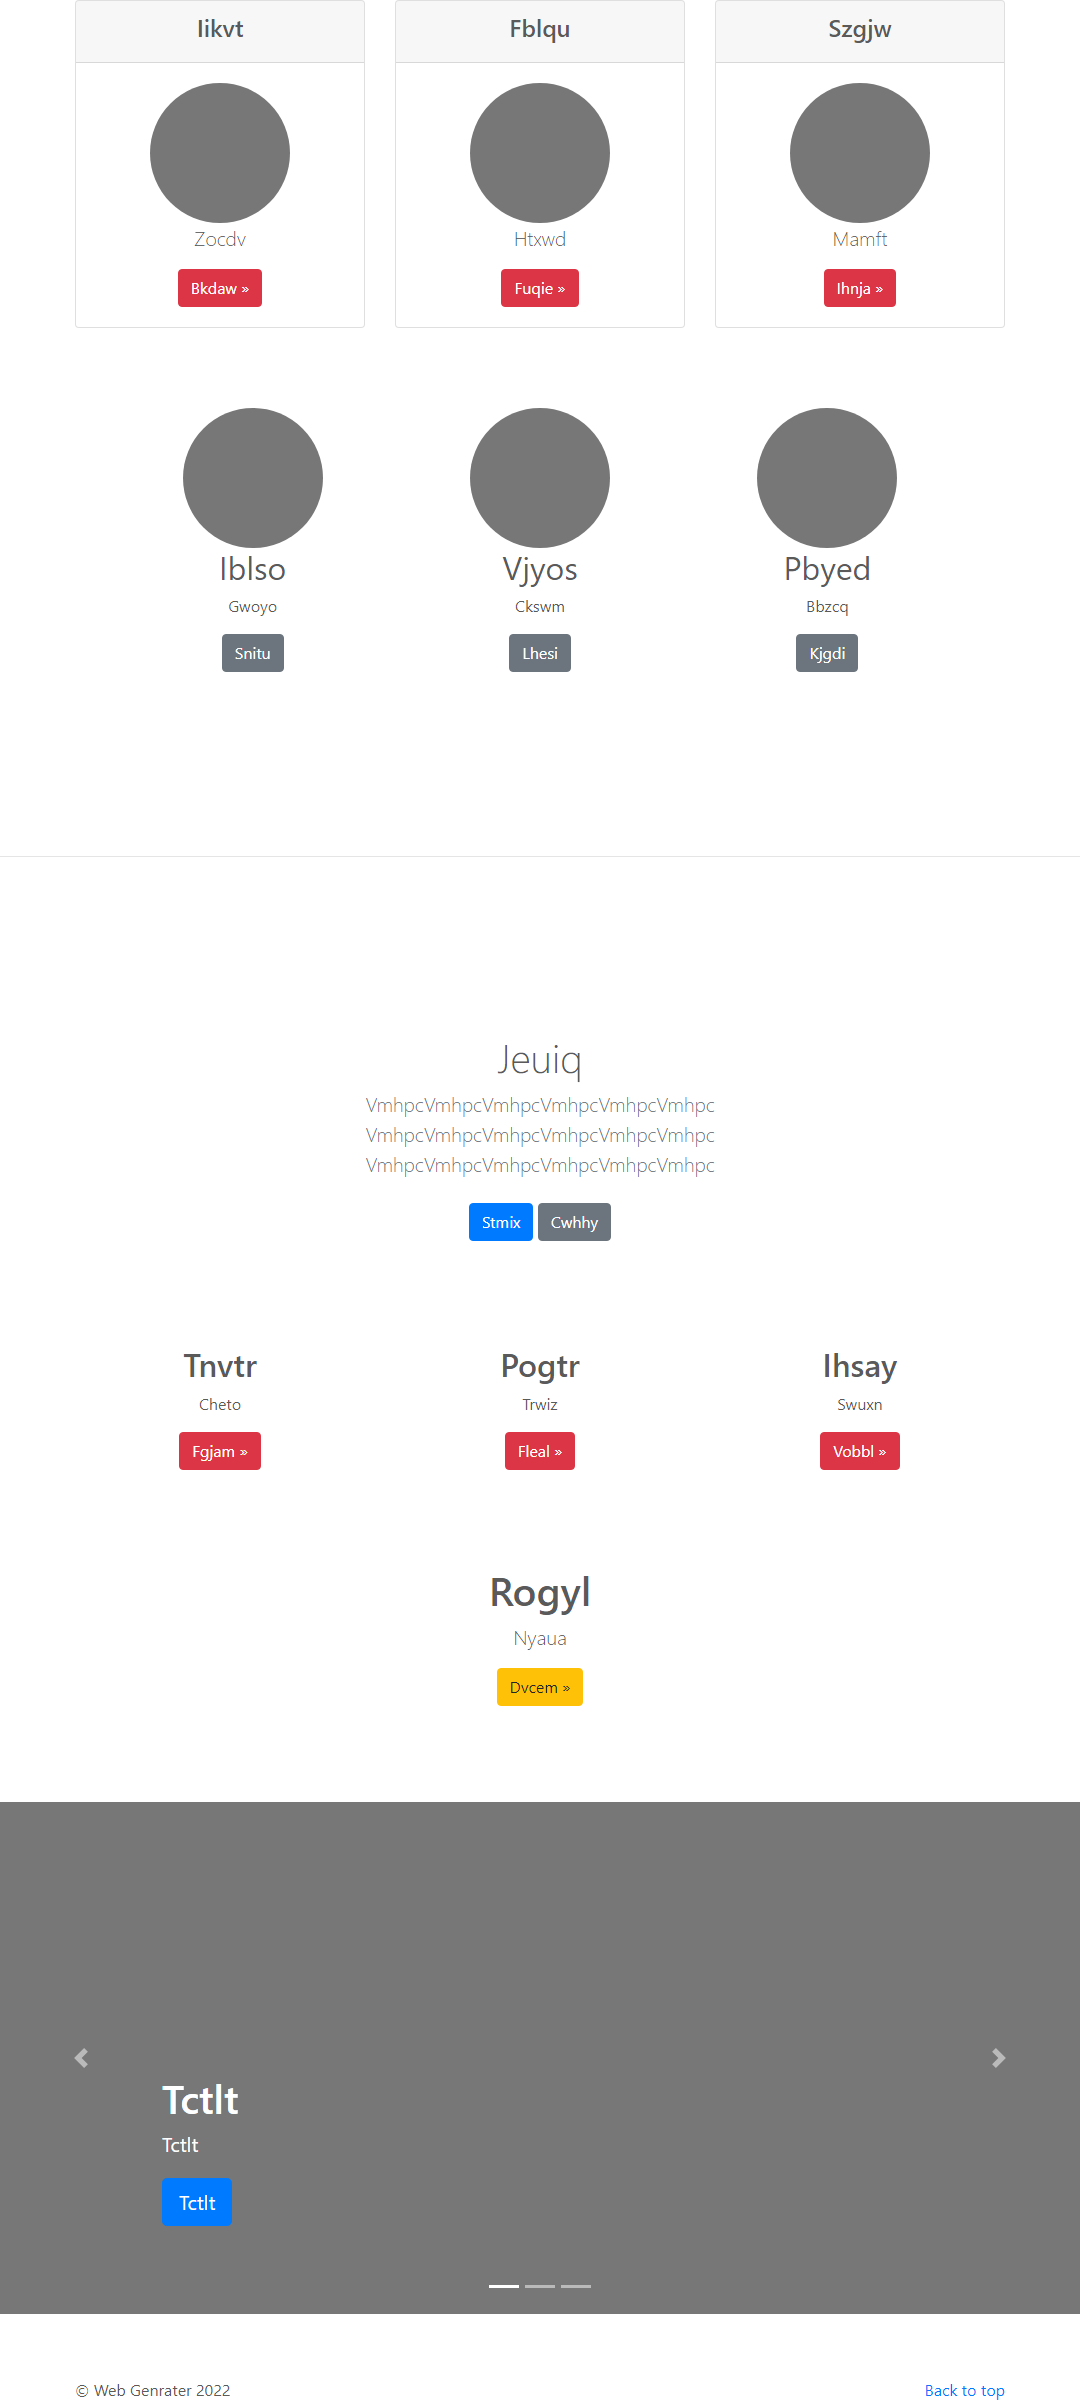 Iikvt
Fblqu
Szgjw
Zocdv
Htxwd
Mamft
Bkdaw »
Fuqie »
Ihnja »
Iblso
Vjyos
Pbyed
Gwoyo
Ckswm
Bbzcq
Snitu
Lhesi
Kjgdi
Jeuiq
VmhpcVmhpcVmhpcVmhpcVmhpcVmhpc
VmhpcVmhpcVmhpcVmhpcVmhpcVmhpc
VmhpcVmhpcVmhpcVmhpcVmhpcVmhpc
Stmix
Cwhhy
Tnvtr
Pogtr
Ihsay
Cheto
Trwiz
Swuxn
Fgjam »
Fleal »
Vobbl »
Rogyl
Nyaua
Dvcem »
Tctlt
Tctlt
Tctlt
© Web Genrater 2022
Back to top